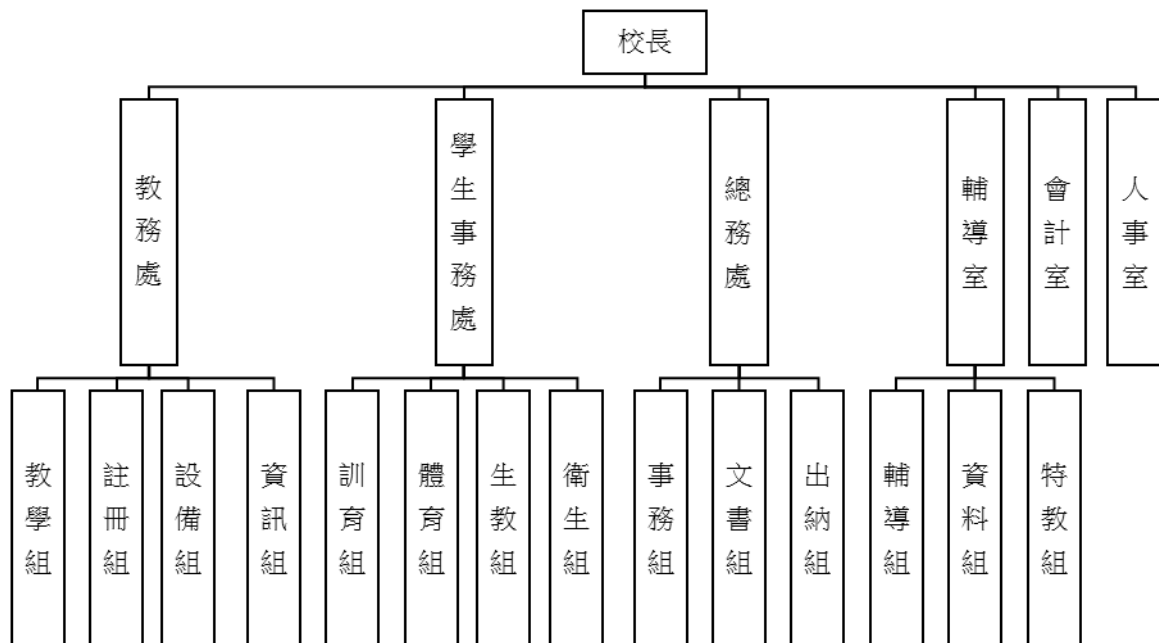 校長
教務處
學生事務處
總務處
輔導室
會計室
人事室
教學組
註冊組
設備組
資訊組
訓育組
體育組
生教組
衛生組
事務組
文書組
出納組
輔導組
資料組
特教組